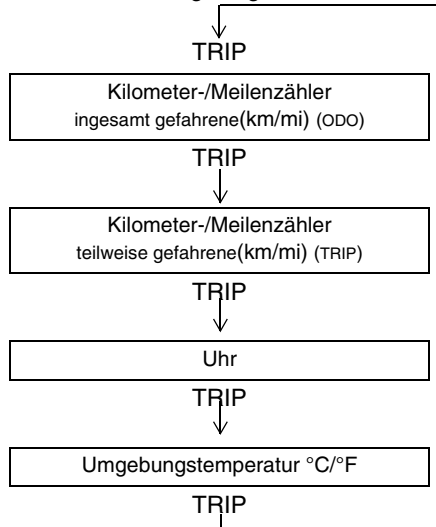 TRIP
Kilometer-/Meilenzähler
ingesamt gefahrene(km/mi) (ODO)
TRIP
Kilometer-/Meilenzähler
teilweise gefahrene(km/mi) (TRIP)
TRIP
Uhr
TRIP
Umgebungstemperatur °C/°F
TRIP